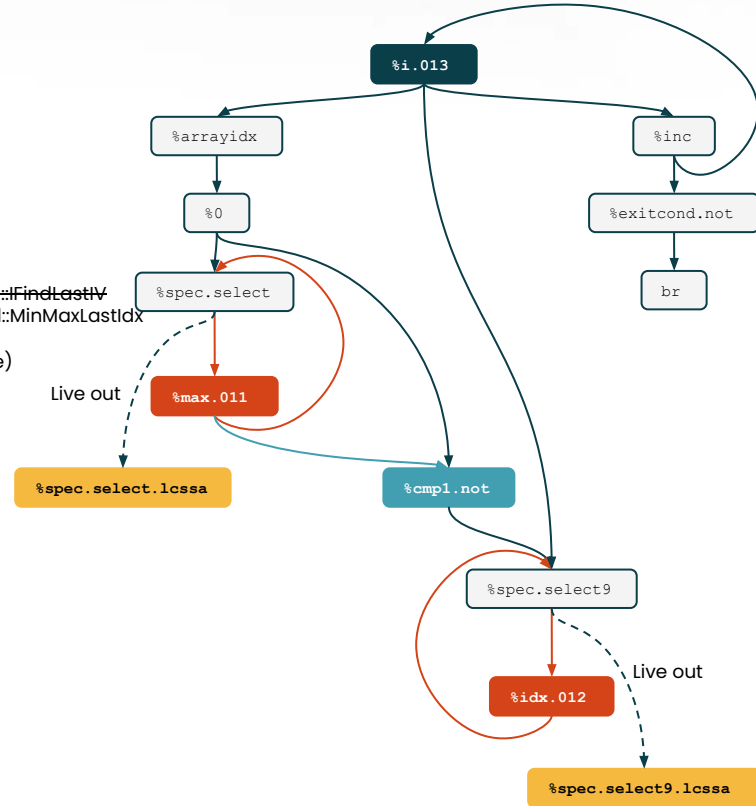 %i.013
%arrayidx
%inc
%0
%exitcond.not
%spec.select
br
::IFindLastIV
l::MinMaxLastIdx
e)
Live out
%max.011
%spec.select.lcssa
%cmp1.not
%spec.select9
Live out
%idx.012
%spec.select9.lcssa